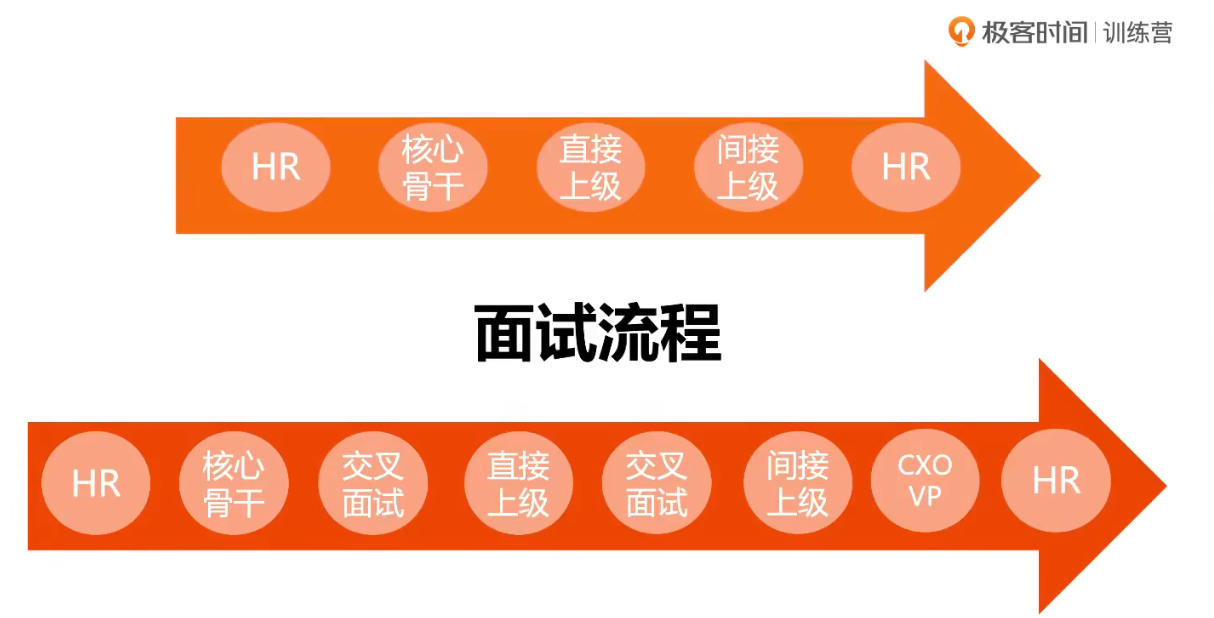 极客时间 | 训练营
HR
核心
骨干
直接
上级
间接
上级
HR
面试流程
HR
核心
骨干
交叉
面试
直接
上级
交叉
面试
间接
上级
CXO
VP
HR